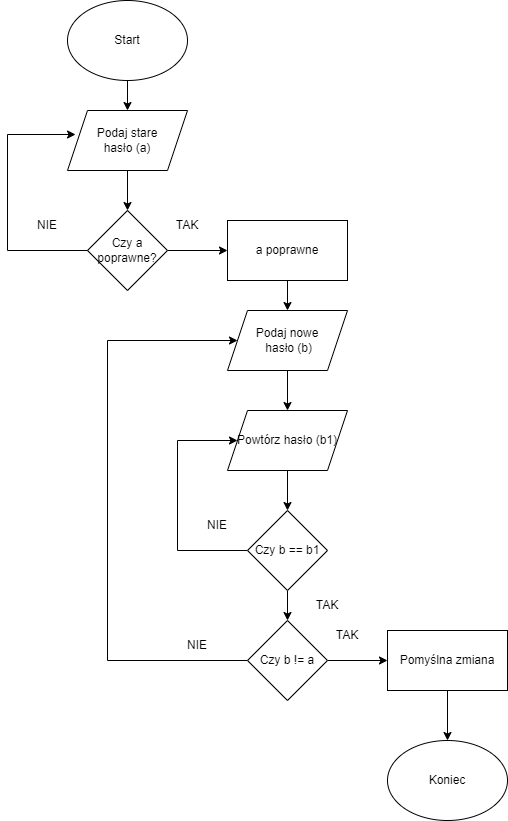 Start
Podaj stare
hasło (a)
NIE
TAK
Czy a
poprawne?
a poprawne
Podaj nowe
hasło (b)
Powtórz hasło (b1)
NIE
Czy b == b1
TAK
TAK
NIE
Czy b != a
Pomyślna zmiana
Koniec